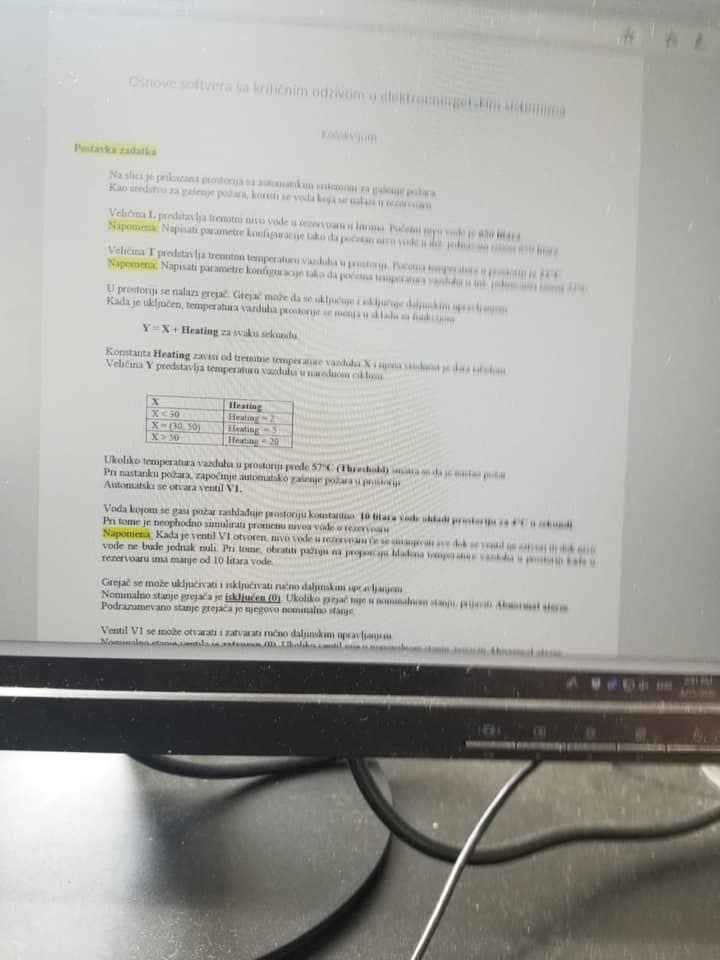 Osnove softvera sa kritičnim odzivom u elektroenergetskim sistemima
Kolokvijum
Postavka zadatka
Na slici je prikazana prostorija sa automatskim sistemom za gašenje požara.
Kao sredstvo za gašenje požara, koristi se voda koja se nalazi u rezervoaru.
Veličina L predstavlja trenutni nivo vode u rezervoaru u litrima. Početni nivo vode je litara
Napomena: Napisati parametre konfiguracije tako da početan nivo vode u inž. jedinicama iznosi litara
Veličina T predstavlja trenutnu temperaturu vazduha u prostoriji. Početna temperatura u prostoriji je
Napomena: Napisati parametre konfiguracije tako da početna temperatura vazduha u inž. jedinicama iznosi
U prostoriji se nalazi grejač. Grejač može da se uključuje i isključuje daljinskim upravljanjem.
Kada je uključen, temperatura vazduha prostorije se menja u skladu sa funkcijom
Y = X + Heating za svaku sekundu
Konstanta Heating zavisi od trenutne temperature vazduha X i njena vrednost je data tabelom.
Veličina Y predstavlja temperaturu vazduha u narednom ciklusu.
X Heating
X < 30 Heating = 2
X = (30, 50) Heating = 5
X > 50 Heating = 20
Ukoliko temperatura vazduha u prostoriji pređe 57°C (Threshold) smatra se da je nastao požar.
Pri nastanku požara, započinje automatsko gašenje požara u prostoriji.
Automatski se otvara ventil V1.
Voda kojom se gasi požar rashlađuje prostoriju konstantno. 10 litara vode ohladi prostoriju za 4°C u sekundi.
Pri tome je neophodno simulirati promenu nivoa vode u rezervoaru.
Napomena: Kada je ventil V1 otvoren, nivo vode u rezervoaru će se smanjivati sve dok se ventil ne zatvori ili dok nivo
vode ne bude jednak nuli. Pri tome, obratiti pažnju na proporciju hlađena temperature vazduha u prostoriji kada u
rezervoaru ima manje od 10 litara vode.
Grejač se može uključivati i isključivati ručno daljinskim upravljanjem.
Nominalno stanje grejača je isključen (0). Ukoliko grejač nije u nominalnom stanju, prijaviti Abnormal alarm.
Podrazumevano stanje grejača je njegovo nominalno stanje.
Ventil V1 se može otvarati i zatvarati ručno daljinskim upravljanjem.
Nominalno stanje ventila je zatvoren (0). Ukoliko ventil nije u nominalnom stanju, prijaviti Abnormal alarm.